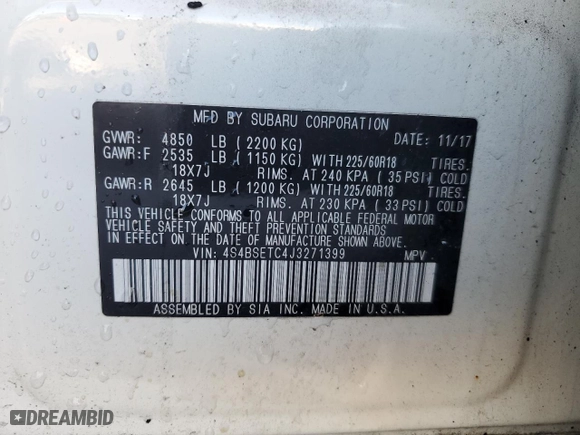 MFD BY SUBARU CORPORATION
GVWR: 4850 LB (2200 KG) DATE: 11/17
GAWR:F 2535 LB (1150 KG) WITH 225/60R18 TIRES.
18X7J RIMS. AT 240 KPA (35 PSI) COLD
GAWR:R 2645 LB (1200 KG) WITH 225/60R18 TIRES.
18X7J RIMS. AT 230 KPA (33 PSI) COLD
THIS VEHICLE CONFORMS TO ALL APPLICABLE FEDERAL MOTOR
VEHICLE SAFETY AND THEFT PREVENTION STANDARDS
IN EFFECT ON THE DATE OF MANUFACTURE SHOWN ABOVE.
VIN: 4S4BSETC4J3271399 MPV
ASSEMBLED BY SIA INC. MADE IN U.S.A.
DREAMBID